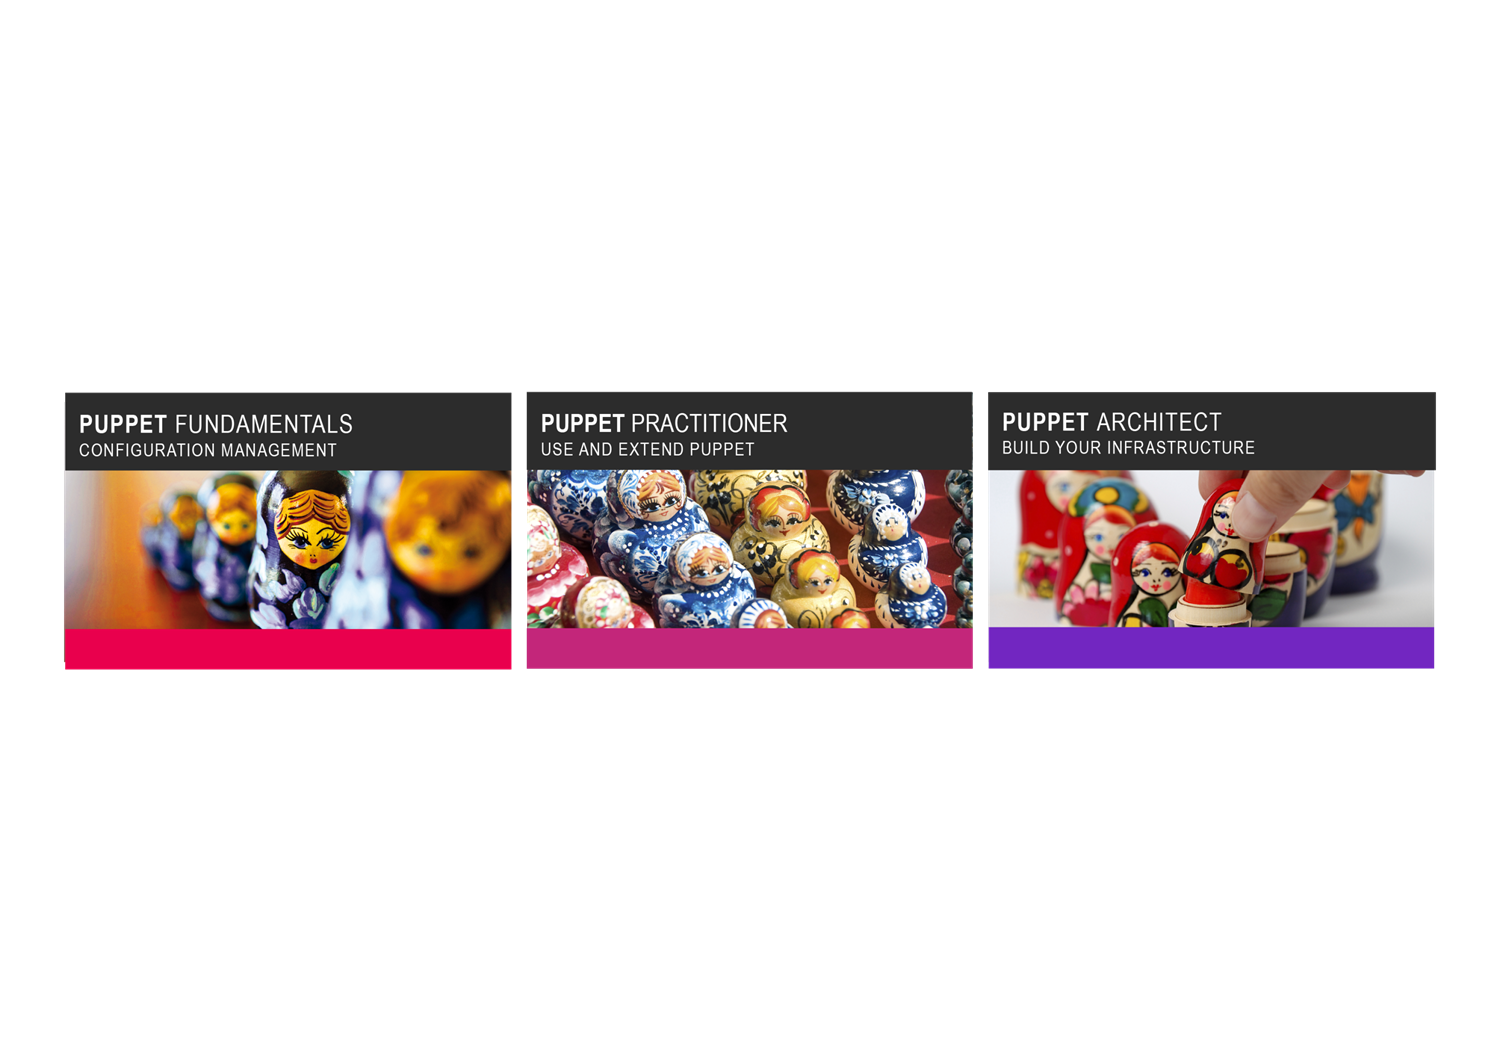 PUPPET FUNDAMENTALS
CONFIGURATION MANAGEMENT
PUPPET PRACTITIONER
USE AND EXTEND PUPPET
PUPPET ARCHITECT
BUILD YOUR INFRASTRUCTURE